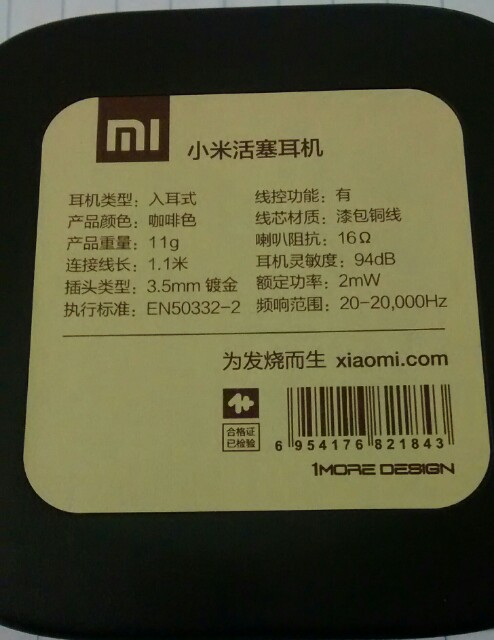 mi
小米活塞耳机
耳机类型：入耳式 线控功能：有
产品颜色：咖啡色 线芯材质：漆包铜线
产品重量：11g 喇叭阻抗：16Ω
连接线长：1.1米 耳机灵敏度：94dB
插头类型：3.5mm 镀金 额定功率：2mW
执行标准：EN50332-2 频响范围：20-20,000Hz
为发烧而生 xiaomi.com
合格证
已检验
6 954176 821843
1MORE DESIGN